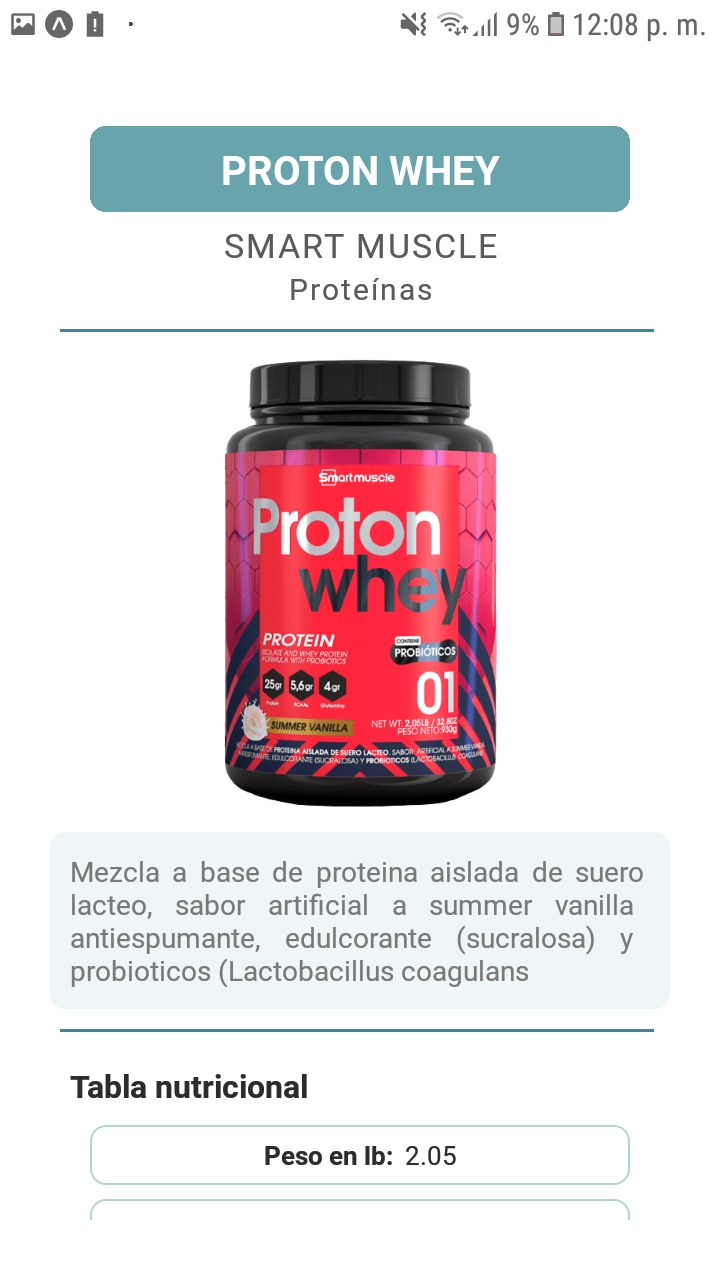 9% 12:08 p. m.
PROTON WHEY
SMART MUSCLE
Proteínas
Smartmuscle
Proton
whey
PROTEIN
ISOLATE AND WHEY PROTEIN
FORMULA WITH PROBIOTICS
CONTIENE
PROBIÓTICOS
25gr 5,6gr 4gr
Protein BCAAs Glutamine
01
SUMMER VANILLA
NET WT. 2,05LB / 32,8OZ
PESO NETO: 930g
MEZCLA A BASE DE PROTEINA AISLADA DE SUERO LACTEO, SABOR ARTIFICIAL A SUMMER VANILLA,
ANTIESPUMANTE, EDULCORANTE (SUCRALOSA) Y PROBIOTICOS (LACTOBACILLUS COAGULANS
Mezcla a base de proteina aislada de suero
lacteo, sabor artificial a summer vanilla
antiespumante, edulcorante (sucralosa) y
probioticos (Lactobacillus coagulans
Tabla nutricional
Peso en lb: 2.05